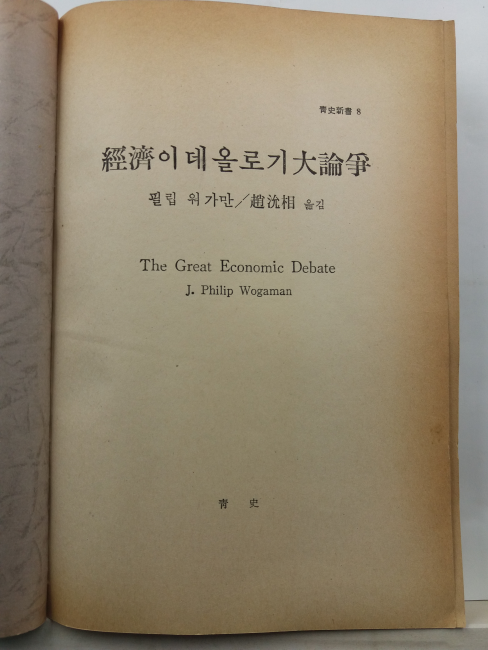 靑史新書 8
經濟이데올로기大論爭
필립 워가만／趙沇相 옮김
The Great Economic Debate
J. Philip Wogaman
靑 史